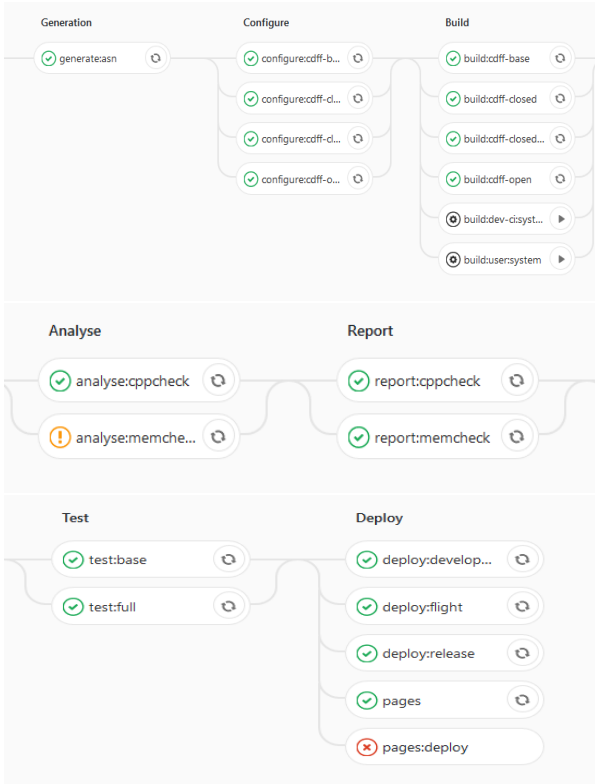 Generation
generate:asn
Configure
configure:cdff-b...
configure:cdff-cl...
configure:cdff-cl...
configure:cdff-o...
Build
build:cdff-base
build:cdff-closed
build:cdff-closed...
build:cdff-open
build:dev-ci:syst...
build:user:system
Analyse
analyse:cppcheck
analyse:memche...
Report
report:cppcheck
report:memcheck
Test
test:base
test:full
Deploy
deploy:develop...
deploy:flight
deploy:release
pages
pages:deploy